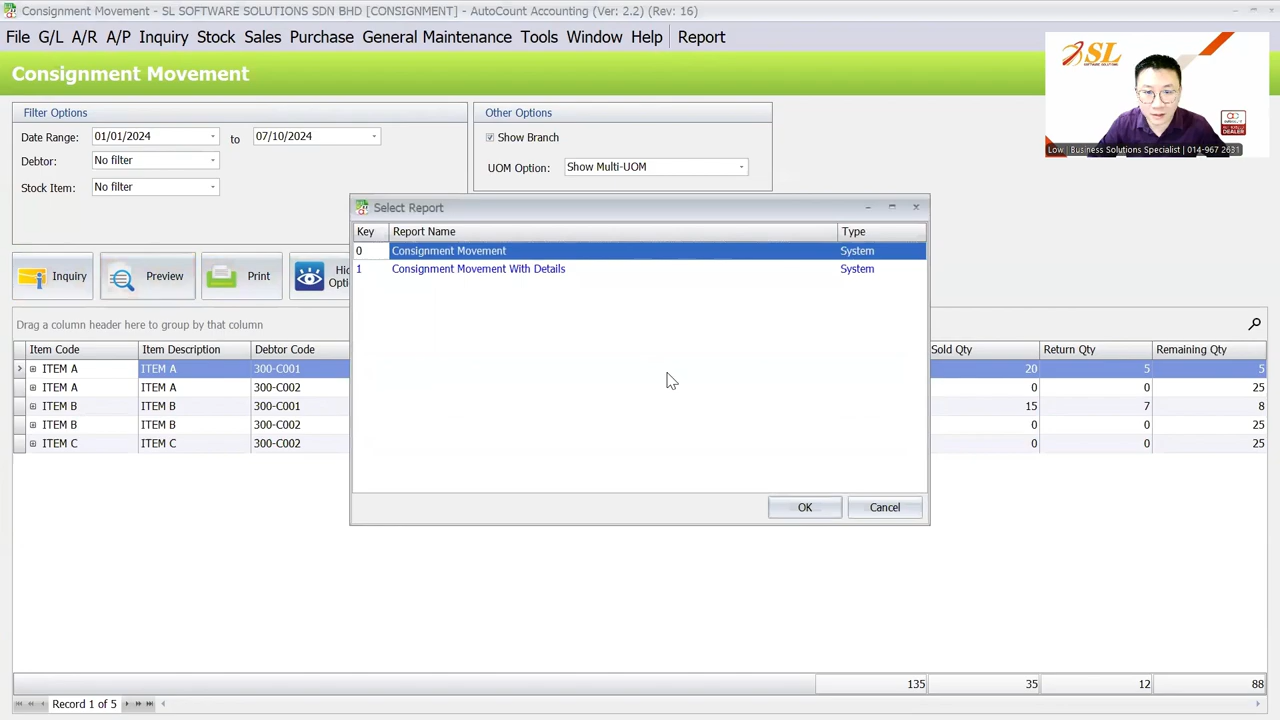 Consignment Movement - SL SOFTWARE SOLUTIONS SDN BHD [CONSIGNMENT] - AutoCount Accounting (Ver: 2.2) (Rev: 16)
File G/L A/R A/P Inquiry Stock Sales Purchase General Maintenance Tools Window Help Report
Consignment Movement
SL
Low | Business Solutions Specialist | 014-967 2631
Filter Options
Date Range: 01/01/2024 to 07/10/2024
Debtor: No filter
Stock Item: No filter
Other Options
Show Branch
UOM Option: Show Multi-UOM
Inquiry Preview Print
Select Report
Key Report Name Type
0 Consignment Movement System
1 Consignment Movement With Details System
OK Cancel
Drag a column header here to group by that column
Item Code Item Description Debtor Code Sold Qty Return Qty Remaining Qty
ITEM A ITEM A 300-C001 20 5 5
ITEM A ITEM A 300-C002 0 0 25
ITEM B ITEM B 300-C001 15 7 8
ITEM B ITEM B 300-C002 0 0 25
ITEM C ITEM C 300-C002 0 0 25
135 35 12 88
Record 1 of 5